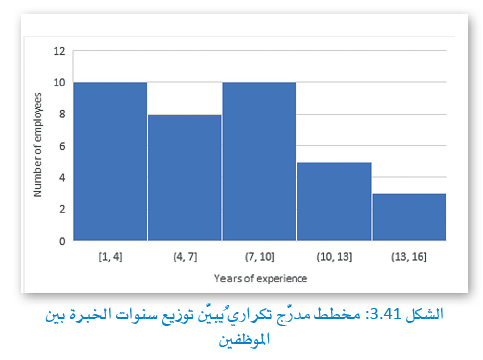 12
10
8
6
4
2
0
Number of employees
[1, 4] (4, 7] (7, 10] (10, 13] (13, 16]
Years of experience
الشكل 3.41: مخطط مدرّج تكراري يُبيّن توزيع سنوات الخبرة بين
الموظفين